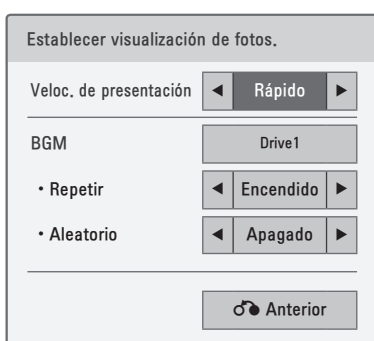 Establecer visualización de fotos.
Veloc. de presentación ◄ Rápido ►
BGM Drive1
• Repetir ◄ Encendido ►
• Aleatorio ◄ Apagado ►
Anterior